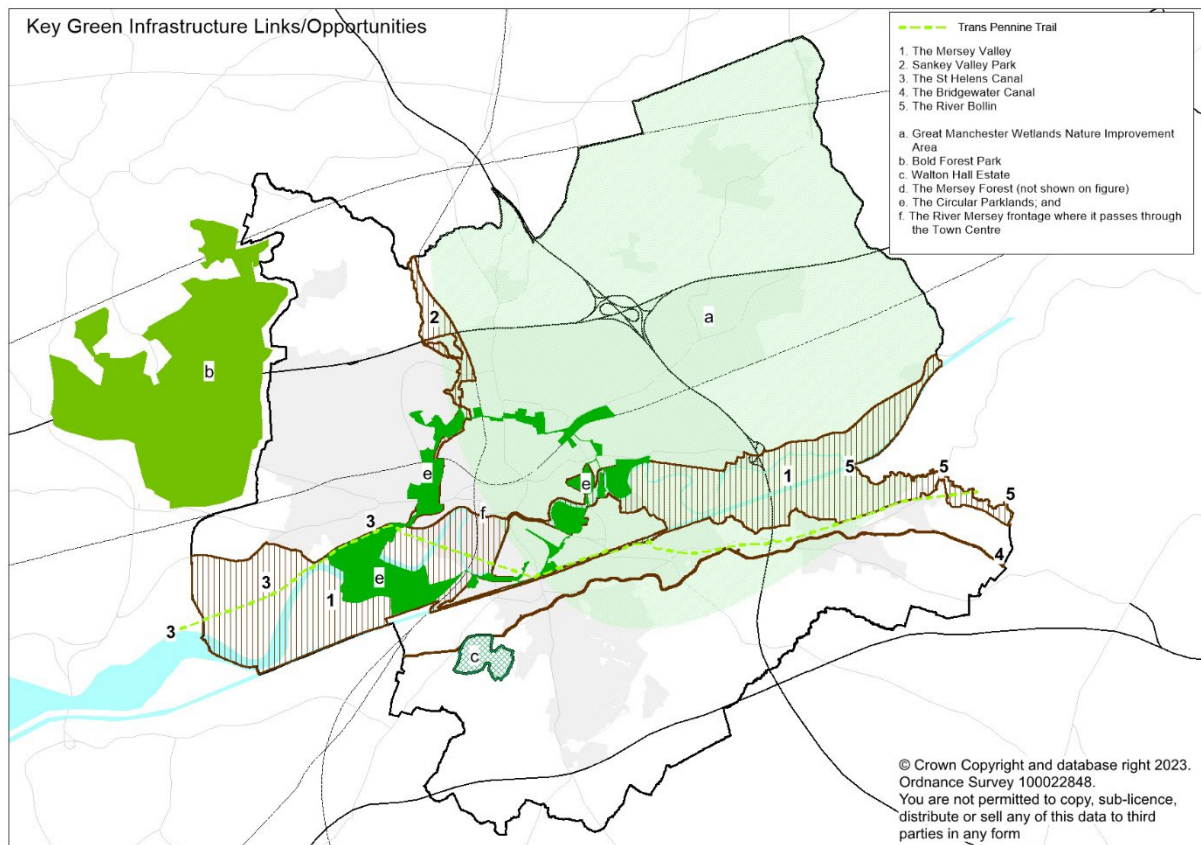 Key Green Infrastructure Links/Opportunities
Trans Pennine Trail
1. The Mersey Valley
2. Sankey Valley Park
3. The St Helens Canal
4. The Bridgewater Canal
5. The River Bollin
a. Great Manchester Wetlands Nature Improvement
Area
b. Bold Forest Park
c. Walton Hall Estate
d. The Mersey Forest (not shown on figure)
e. The Circular Parklands; and
f. The River Mersey frontage where it passes through
the Town Centre
2
a
b
e
e
1
5
5
5
3
f
4
3
e
1
3
c
© Crown Copyright and database right 2023.
Ordnance Survey 100022848.
You are not permitted to copy, sub-licence,
distribute or sell any of this data to third
parties in any form